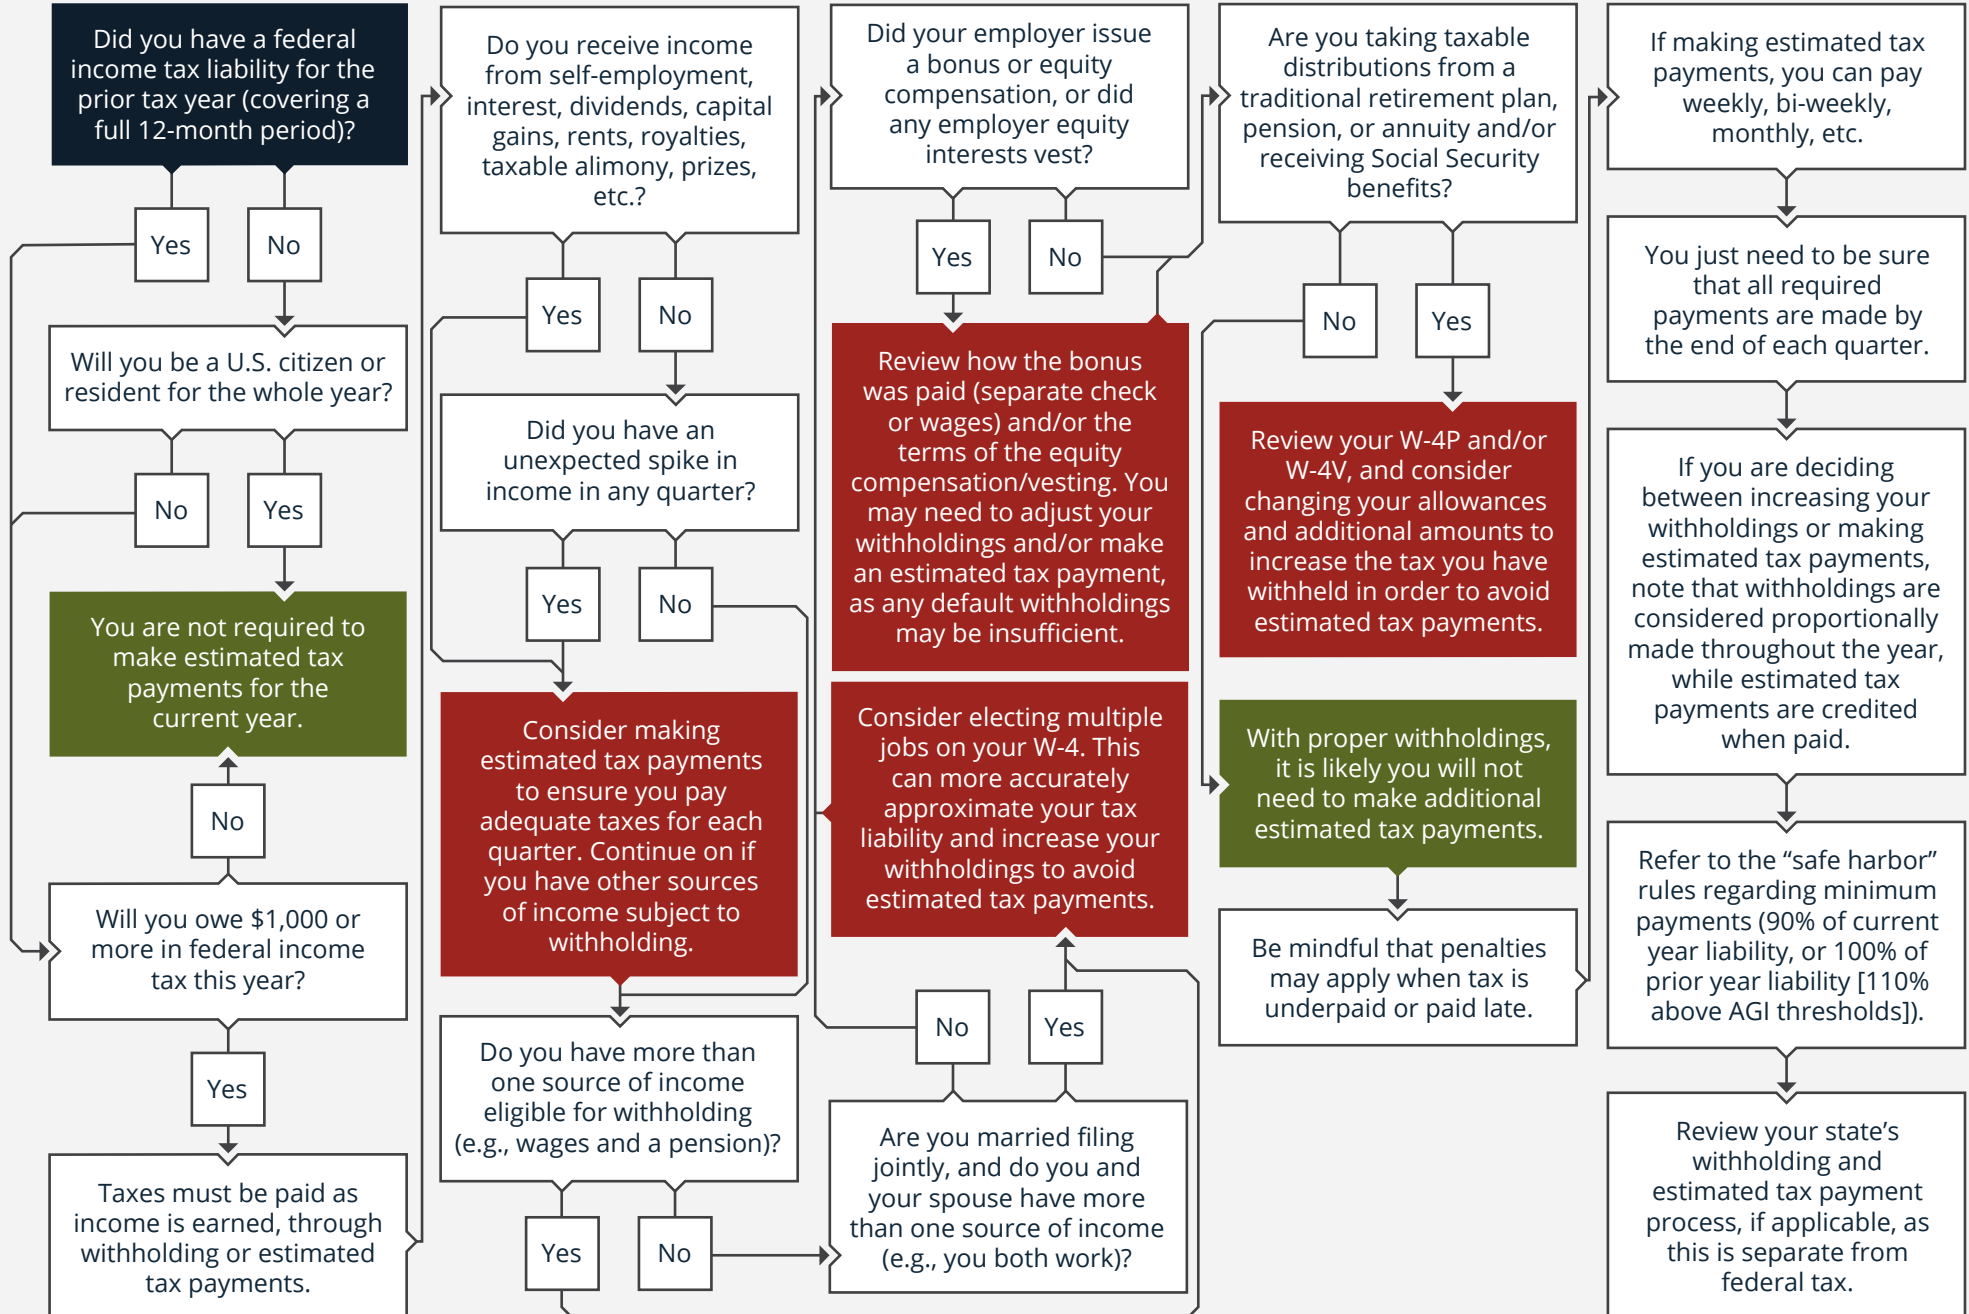 Did you have a federal
income tax liability for the
prior tax year (covering a
full 12-month period)?
Yes
No
Will you be a U.S. citizen or
resident for the whole year?
No
Yes
You are not required to
make estimated tax
payments for the
current year.
No
Will you owe $1,000 or
more in federal income
tax this year?
Yes
Taxes must be paid as
income is earned, through
withholding or estimated
tax payments.
Do you receive income
from self-employment,
interest, dividends, capital
gains, rents, royalties,
taxable alimony, prizes,
etc.?
Yes
No
Did you have an
unexpected spike in
income in any quarter?
Yes
No
Consider making
estimated tax payments
to ensure you pay
adequate taxes for each
quarter. Continue on if
you have other sources
of income subject to
withholding.
Do you have more than
one source of income
eligible for withholding
(e.g., wages and a pension)?
Yes
No
Did your employer issue
a bonus or equity
compensation, or did
any employer equity
interests vest?
Yes
No
Review how the bonus
was paid (separate check
or wages) and/or the
terms of the equity
compensation/vesting. You
may need to adjust your
withholdings and/or make
an estimated tax payment,
as any default withholdings
may be insufficient.
Consider electing multiple
jobs on your W-4. This
can more accurately
approximate your tax
liability and increase your
withholdings to avoid
estimated tax payments.
No
Yes
Are you married filing
jointly, and do you and
your spouse have more
than one source of income
(e.g., you both work)?
Are you taking taxable
distributions from a
traditional retirement plan,
pension, or annuity and/or
receiving Social Security
benefits?
No
Yes
Review your W-4P and/or
W-4V, and consider
changing your allowances
and additional amounts to
increase the tax you have
withheld in order to avoid
estimated tax payments.
With proper withholdings,
it is likely you will not
need to make additional
estimated tax payments.
Be mindful that penalties
may apply when tax is
underpaid or paid late.
If making estimated tax
payments, you can pay
weekly, bi-weekly,
monthly, etc.
You just need to be sure
that all required
payments are made by
the end of each quarter.
If you are deciding
between increasing your
withholdings or making
estimated tax payments,
note that withholdings are
considered proportionally
made throughout the year,
while estimated tax
payments are credited
when paid.
Refer to the “safe harbor”
rules regarding minimum
payments (90% of current
year liability, or 100% of
prior year liability [110%
above AGI thresholds]).
Review your state’s
withholding and
estimated tax payment
process, if applicable, as
this is separate from
federal tax.